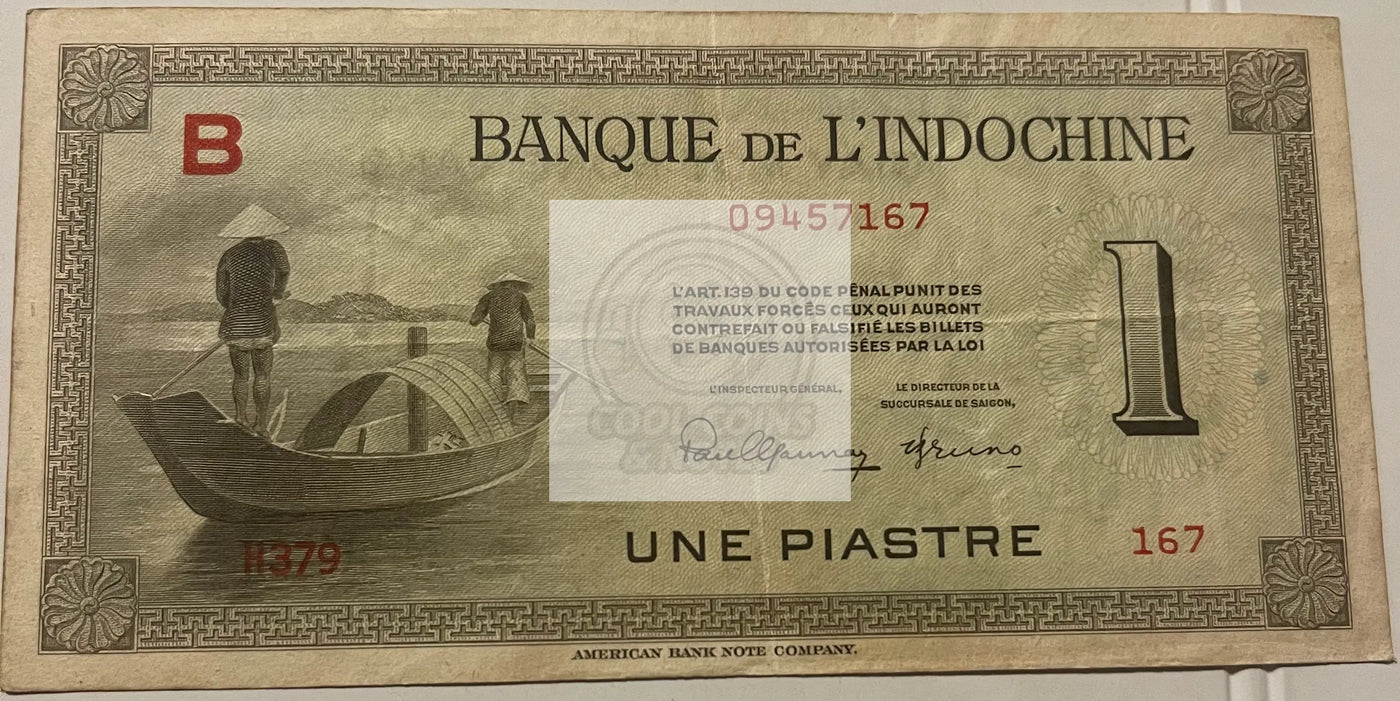 B
BANQUE DE L'INDOCHINE
09457167
L'ART.139 DU CODE PÉNAL PUNIT DES
TRAVAUX FORCÉS CEUX QUI AURONT
CONTREFAIT OU FALSIFIÉ LES BILLETS
DE BANQUES AUTORISÉES PAR LA LOI
L'INSPECTEUR GÉNÉRAL,
LE DIRECTEUR DE LA
SUCCURSALE DE SAIGON,
1
H379
UNE PIASTRE
167
AMERICAN BANK NOTE COMPANY.